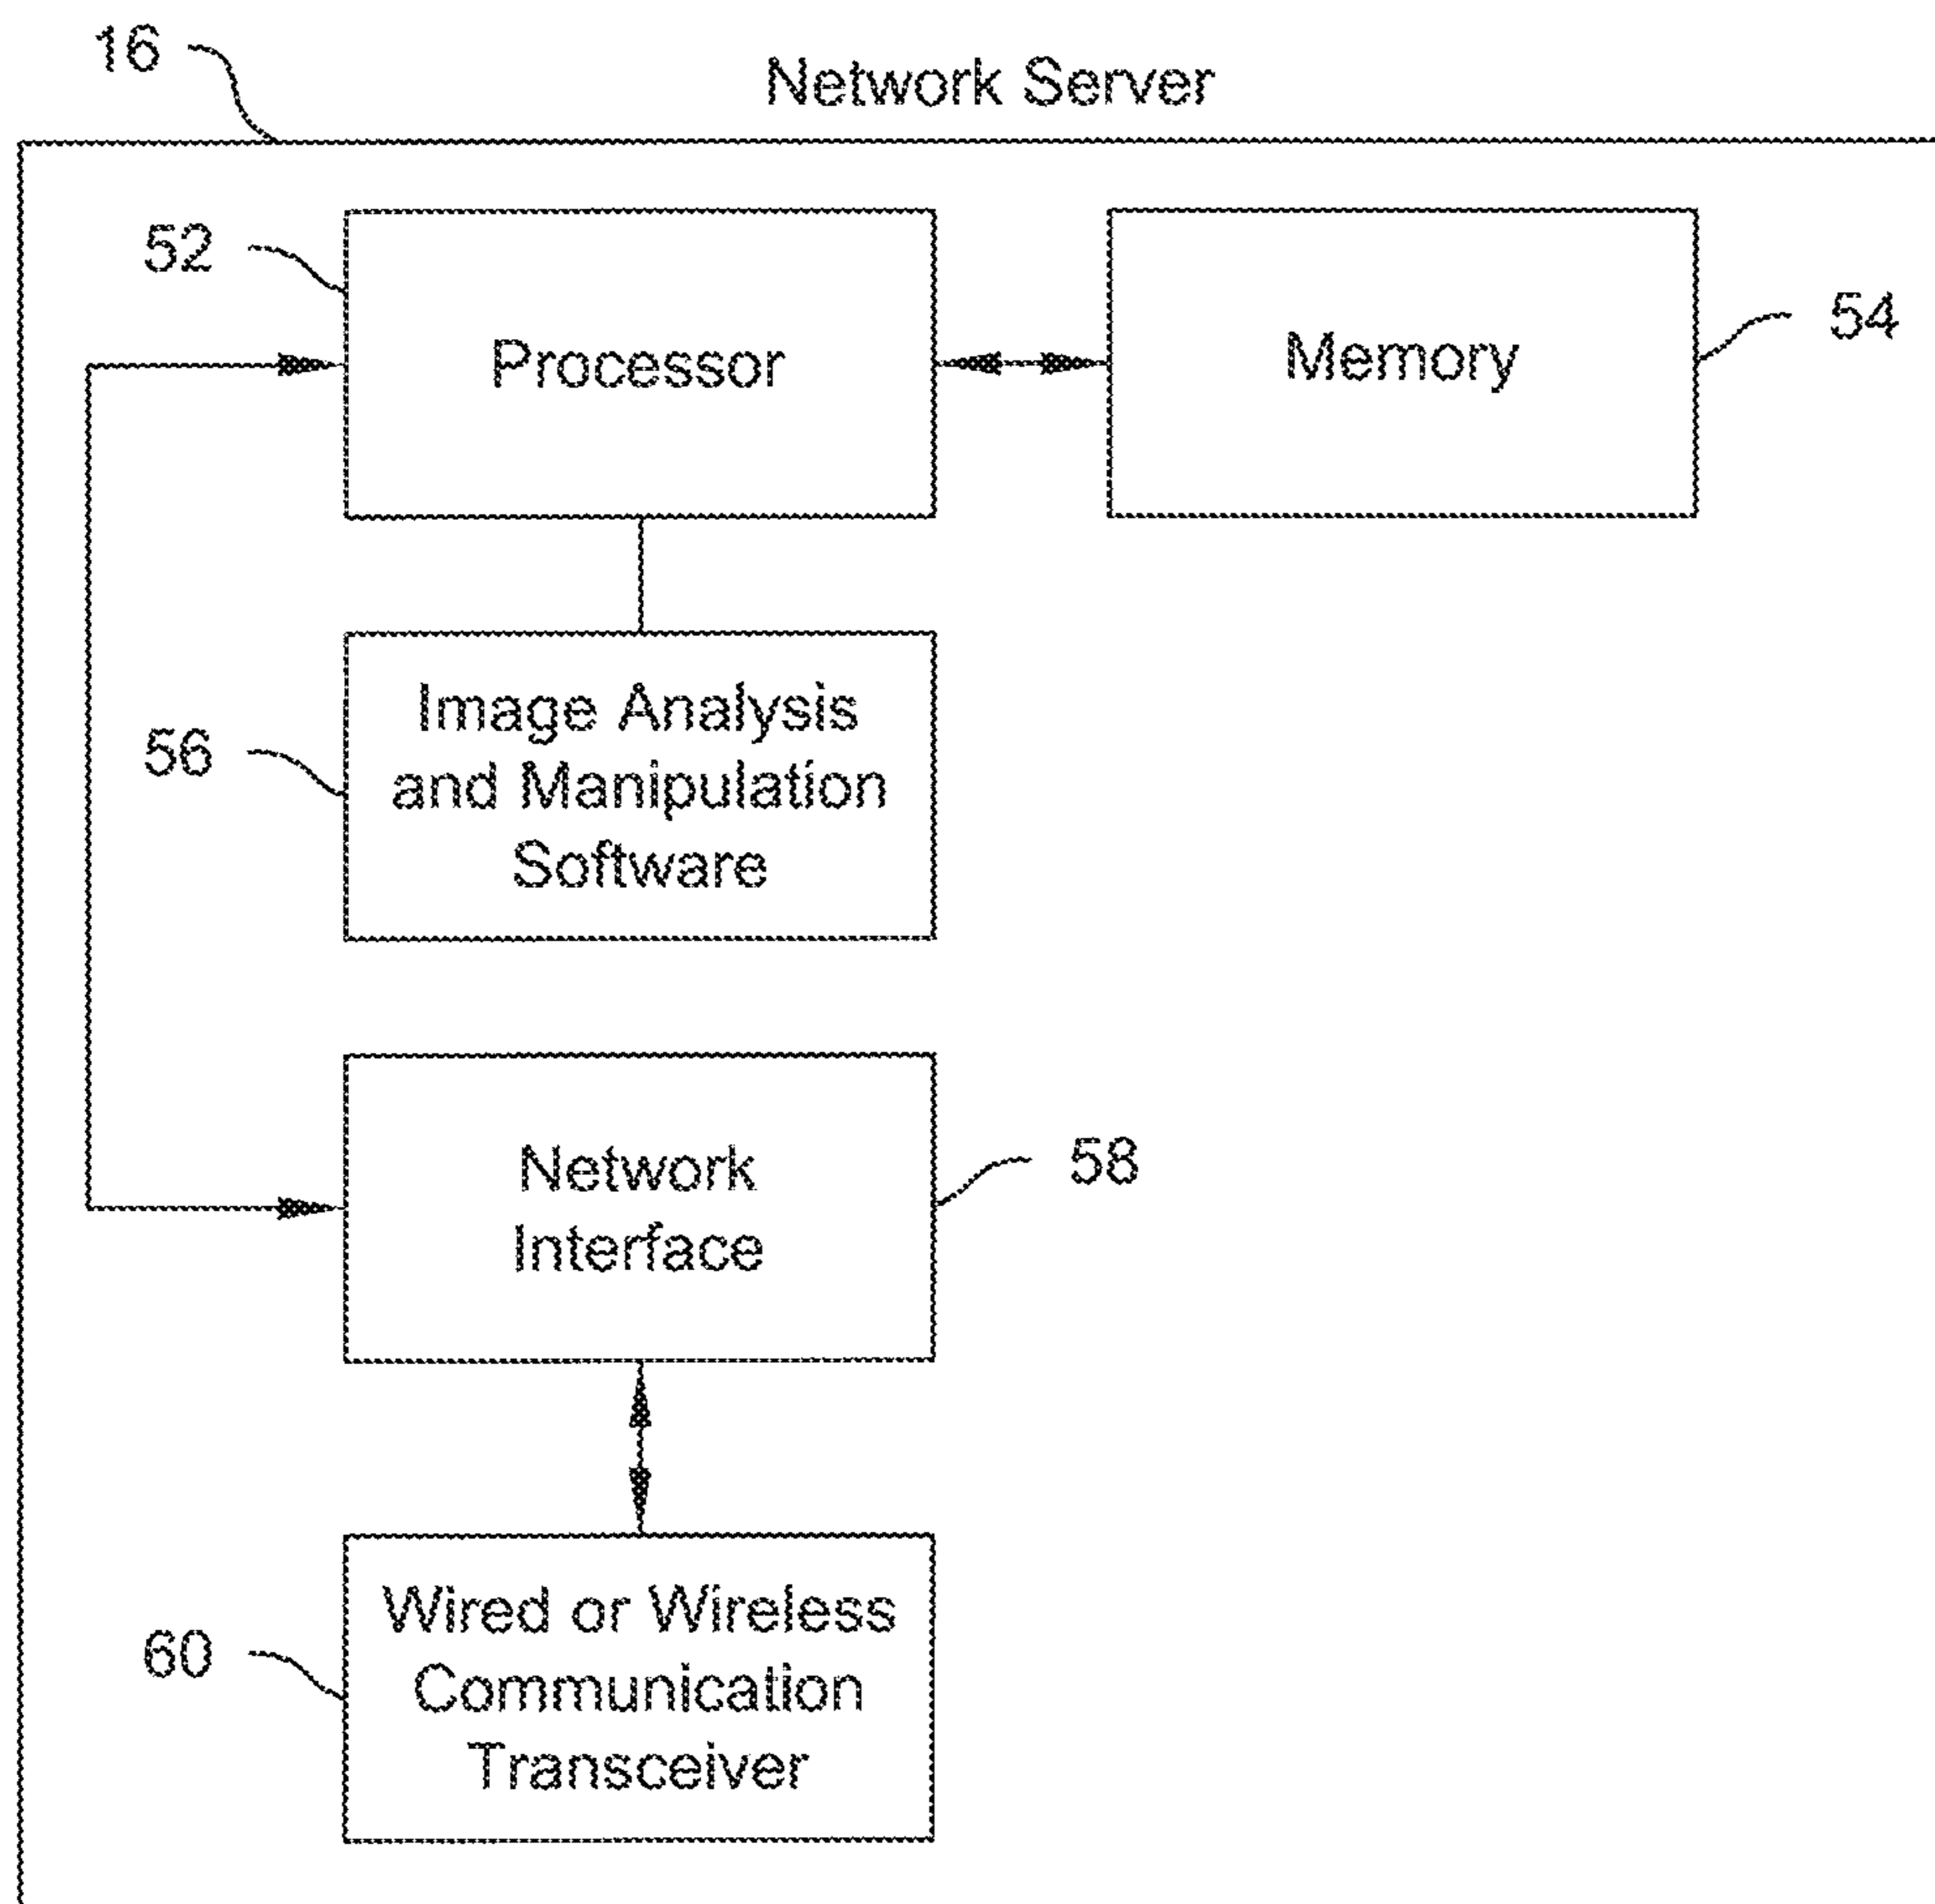 16
Network Server
52
Processor
Memory
54
56
Image Analysis
and Manipulation
Software
Network
Interface
58
60
Wired or Wireless
Communication
Transceiver